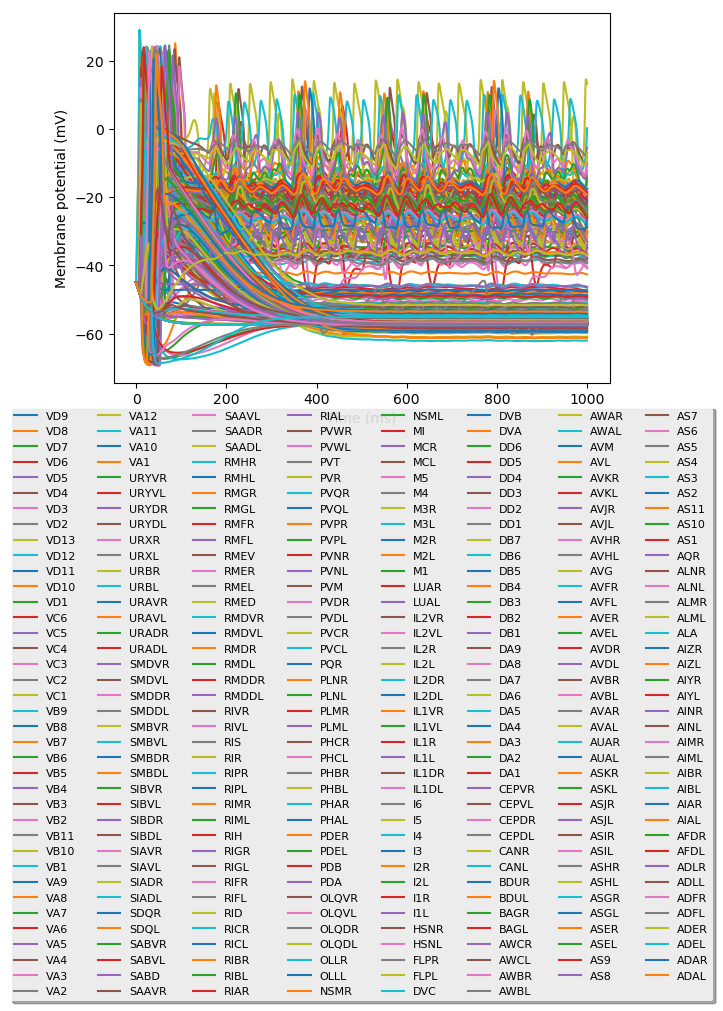 Membrane potential (mV)
20
0
−20
−40
−60
0
200
400
600
800
1000
Time (ms)
VD9
VD8
VD7
VD6
VD5
VD4
VD3
VD2
VD13
VD12
VD11
VD10
VD1
VC6
VC5
VC4
VC3
VC2
VC1
VB9
VB8
VB7
VB6
VB5
VB4
VB3
VB2
VB11
VB10
VB1
VA9
VA8
VA7
VA6
VA5
VA4
VA3
VA2
VA12
VA11
VA10
VA1
URYVR
URYVL
URYDR
URYDL
URXR
URXL
URBR
URBL
URAVR
URAVL
URADR
URADL
SMDVR
SMDVL
SMDDR
SMDDL
SMBVR
SMBVL
SMBDR
SMBDL
SIBVR
SIBVL
SIBDR
SIBDL
SIAVR
SIAVL
SIADR
SIADL
SDQR
SDQL
SABVR
SABVL
SABD
SAAVR
SAAVL
SAADR
SAADL
RMHR
RMHL
RMGR
RMGL
RMFR
RMFL
RMEV
RMER
RMEL
RMED
RMDVR
RMDVL
RMDR
RMDL
RMDDR
RMDDL
RIVR
RIVL
RIS
RIR
RIPR
RIPL
RIMR
RIML
RIH
RIGR
RIGL
RIFR
RIFL
RID
RICR
RICL
RIBR
RIBL
RIAR
RIAL
PVWR
PVWL
PVT
PVR
PVQR
PVQL
PVPR
PVPL
PVNR
PVNL
PVM
PVDR
PVDL
PVCR
PVCL
PQR
PLNR
PLNL
PLMR
PLML
PHCR
PHCL
PHBR
PHBL
PHAR
PHAL
PDER
PDEL
PDB
PDA
OLQVR
OLQVL
OLQDR
OLQDL
OLLR
OLLL
NSMR
NSML
MI
MCR
MCL
M5
M4
M3R
M3L
M2R
M2L
M1
LUAR
LUAL
IL2VR
IL2VL
IL2R
IL2L
IL2DR
IL2DL
IL1VR
IL1VL
IL1R
IL1L
IL1DR
IL1DL
I6
I5
I4
I3
I2R
I2L
I1R
I1L
HSNR
HSNL
FLPR
FLPL
DVC
DVB
DVA
DD6
DD5
DD4
DD3
DD2
DD1
DB7
DB6
DB5
DB4
DB3
DB2
DB1
DA9
DA8
DA7
DA6
DA5
DA4
DA3
DA2
DA1
CEPVR
CEPVL
CEPDR
CEPDL
CANR
CANL
BDUR
BDUL
BAGR
BAGL
AWCR
AWCL
AWBR
AWBL
AWAR
AWAL
AVM
AVL
AVKR
AVKL
AVJR
AVJL
AVHR
AVHL
AVG
AVFR
AVFL
AVER
AVEL
AVDR
AVDL
AVBR
AVBL
AVAR
AVAL
AUAR
AUAL
ASKR
ASKL
ASJR
ASJL
ASIR
ASIL
ASHR
ASHL
ASGR
ASGL
ASER
ASEL
AS9
AS8
AS7
AS6
AS5
AS4
AS3
AS2
AS11
AS10
AS1
AQR
ALNR
ALNL
ALMR
ALML
ALA
AIZR
AIZL
AIYR
AIYL
AINR
AINL
AIMR
AIML
AIBR
AIBL
AIAR
AIAL
AFDR
AFDL
ADLR
ADLL
ADFR
ADFL
ADER
ADEL
ADAR
ADAL